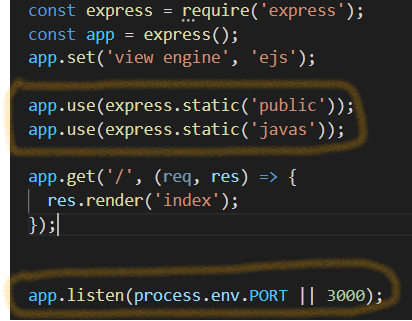 const express = require('express');
const app = express();
app.set('view engine', 'ejs');
app.use(express.static('public'));
app.use(express.static('javas'));
app.get('/', (req, res) => {
res.render('index');
});
app.listen(process.env.PORT || 3000);